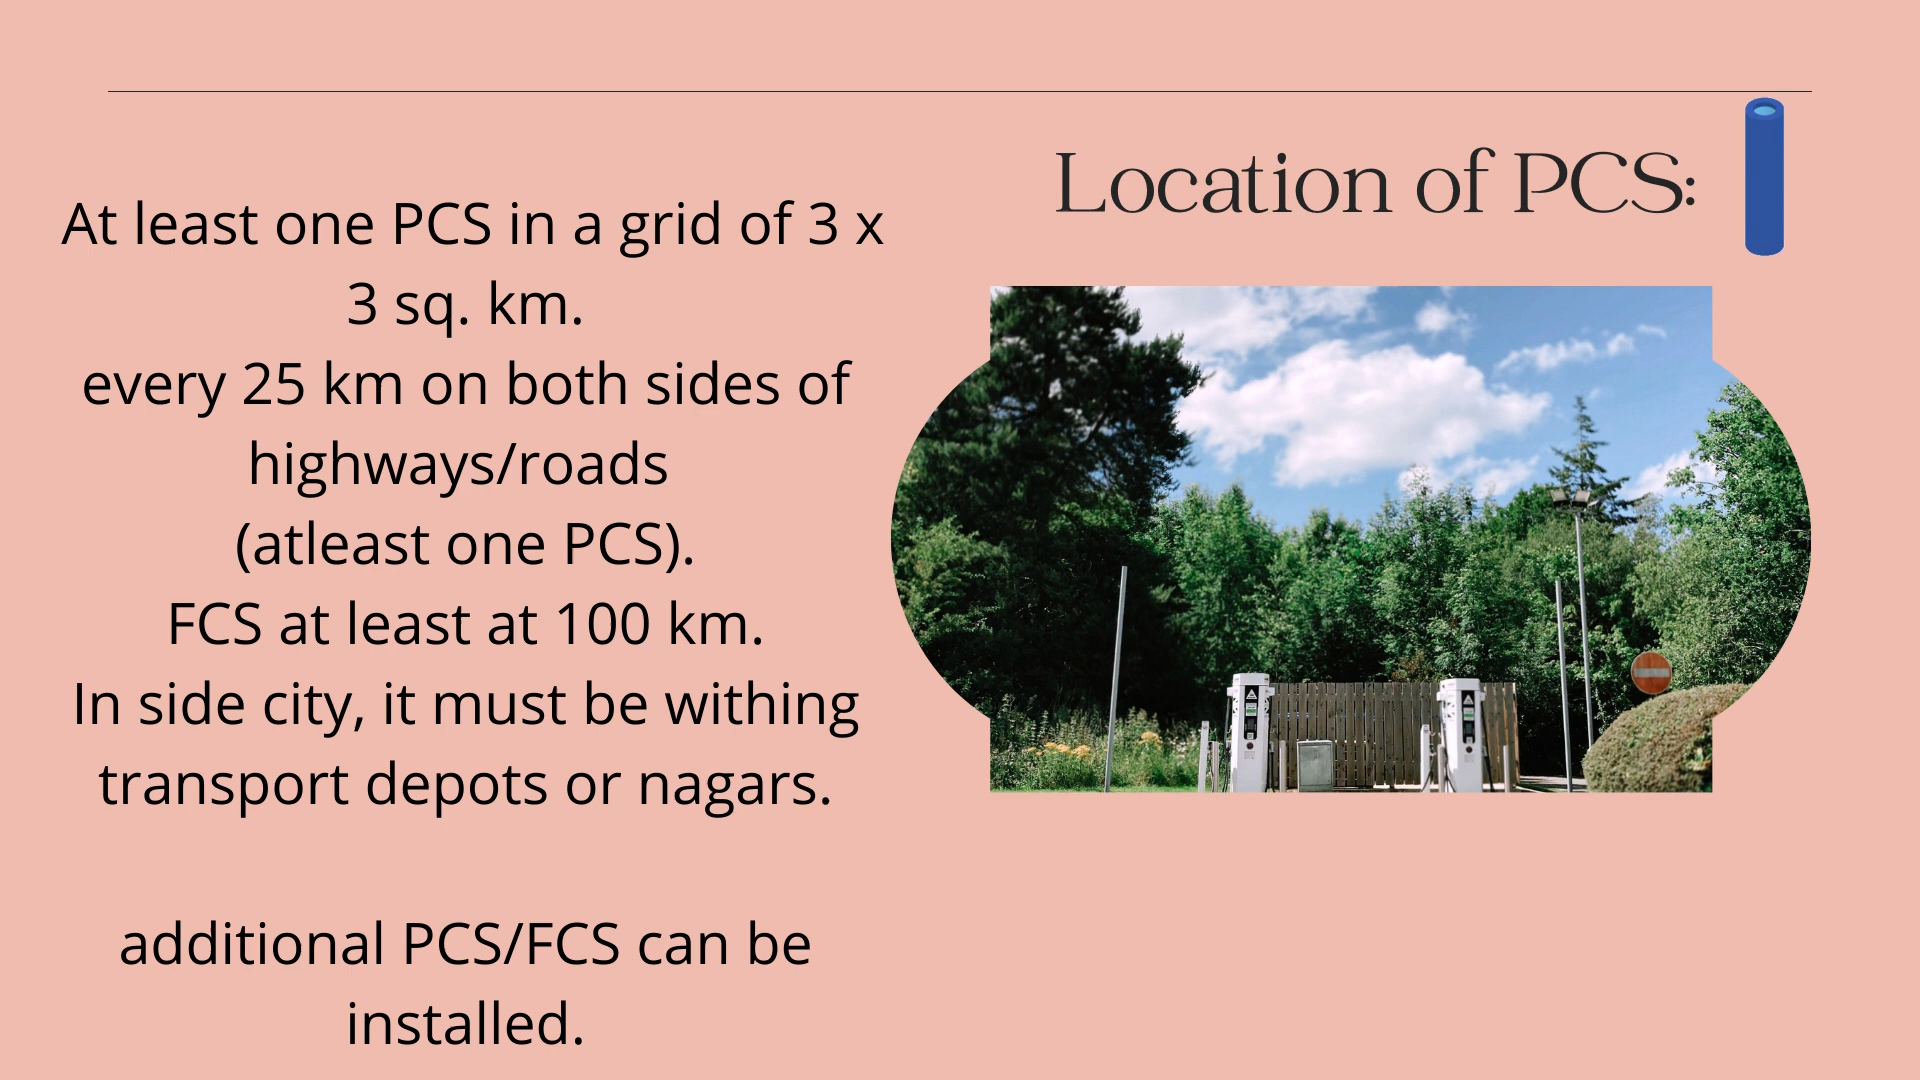 Location of PCS:
At least one PCS in a grid of 3 x
3 sq. km.
every 25 km on both sides of
highways/roads
(atleast one PCS).
FCS at least at 100 km.
In side city, it must be withing
transport depots or nagars.
additional PCS/FCS can be
installed.